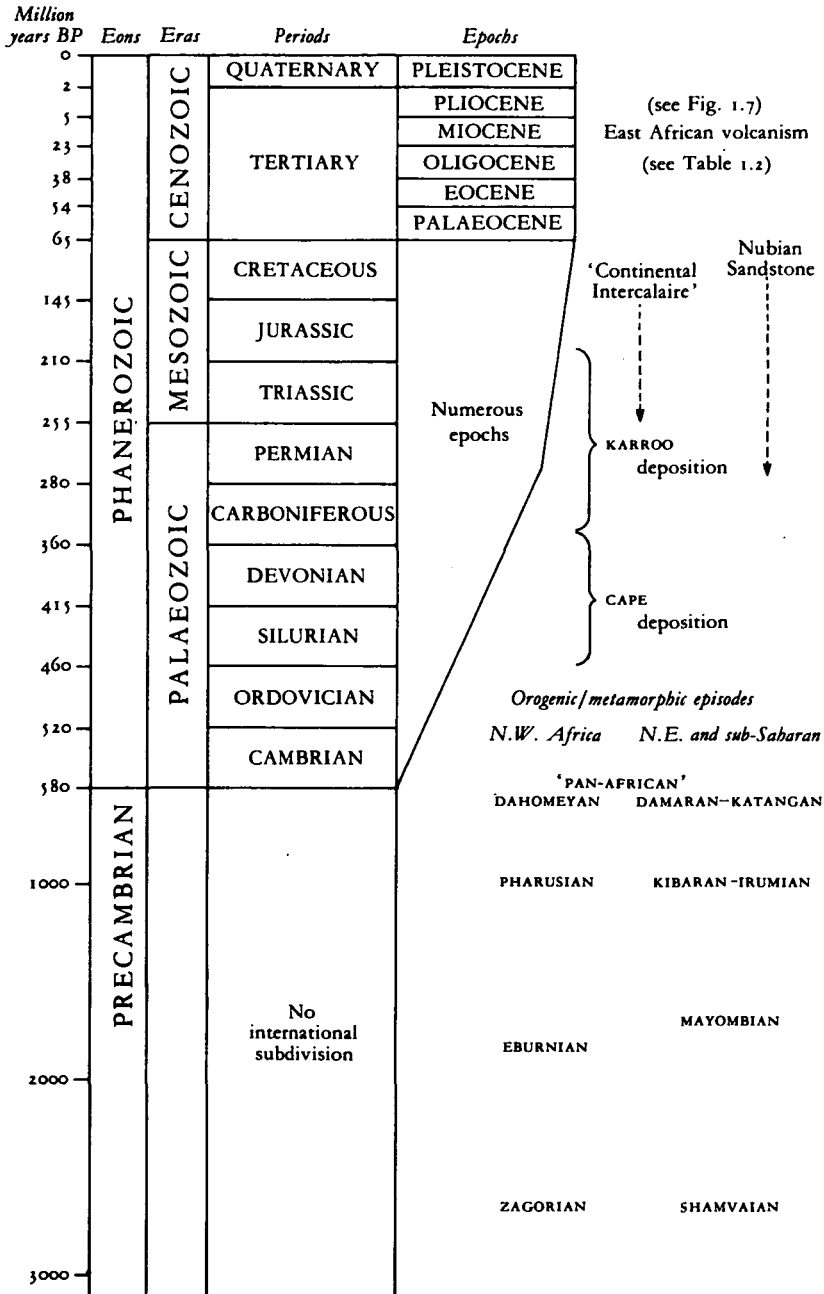 Million
years BP Eons Eras Periods Epochs
0
QUATERNARY PLEISTOCENE
2
PLIOCENE (see Fig. 1.7)
5
MIOCENE East African volcanism
23
TERTIARY OLIGOCENE (see Table 1.2)
38
EOCENE
54
PALAEOCENE
65
CENOZOIC
CRETACEOUS
'Continental
Intercalaire'
Nubian
Sandstone
145
JURASSIC
210
TRIASSIC
255
MESOZOIC
Numerous
epochs
PERMIAN
KARROO
deposition
280
CARBONIFEROUS
360
DEVONIAN
CAPE
deposition
415
SILURIAN
460
ORDOVICIAN
520
CAMBRIAN
580
PALAEOZOIC
PHANEROZOIC
Orogenic/metamorphic episodes
N.W. Africa N.E. and sub-Saharan
'PAN-AFRICAN'
DAHOMEYAN DAMARAN–KATANGAN
1000 PHARUSIAN KIBARAN–IRUMIAN
PRECAMBRIAN
No
international
subdivision
MAYOMBIAN
EBURNIAN
2000
ZAGORIAN SHAMVAIAN
3000